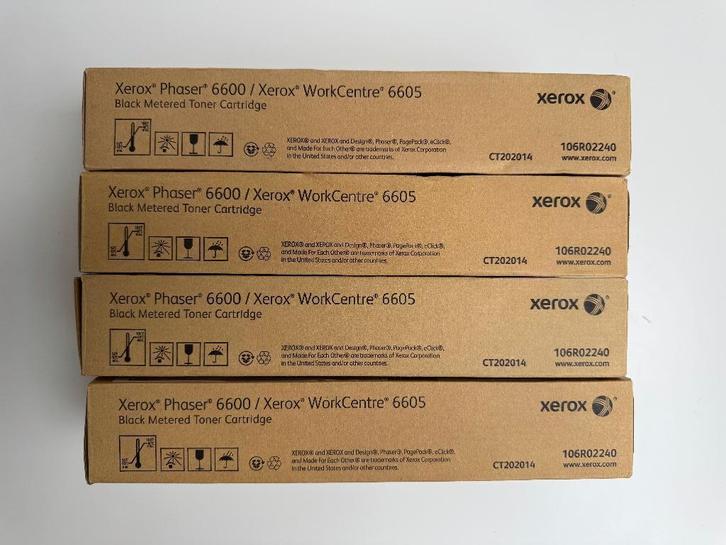 Xerox® Phaser® 6600 / Xerox® WorkCentre® 6605
Black Metered Toner Cartridge
xerox
XEROX® and XEROX and Design®, Phaser®, PagePack®, eClick®,
and Made For Each Other® are trademarks of Xerox Corporation
in the United States and/or other countries.
CT202014
106R02240
www.xerox.com
Xerox® Phaser® 6600 / Xerox® WorkCentre® 6605
Black Metered Toner Cartridge
xerox
XEROX® and XEROX and Design®, Phaser®, PagePack®, eClick®,
and Made For Each Other® are trademarks of Xerox Corporation
in the United States and/or other countries.
CT202014
106R02240
www.xerox.com
Xerox® Phaser® 6600 / Xerox® WorkCentre® 6605
Black Metered Toner Cartridge
xerox
XEROX® and XEROX and Design®, Phaser®, PagePack®, eClick®,
and Made For Each Other® are trademarks of Xerox Corporation
in the United States and/or other countries.
CT202014
106R02240
www.xerox.com
Xerox® Phaser® 6600 / Xerox® WorkCentre® 6605
Black Metered Toner Cartridge
xerox
XEROX® and XEROX and Design®, Phaser®, PagePack®, eClick®,
and Made For Each Other® are trademarks of Xerox Corporation
in the United States and/or other countries.
CT202014
106R02240
www.xerox.com